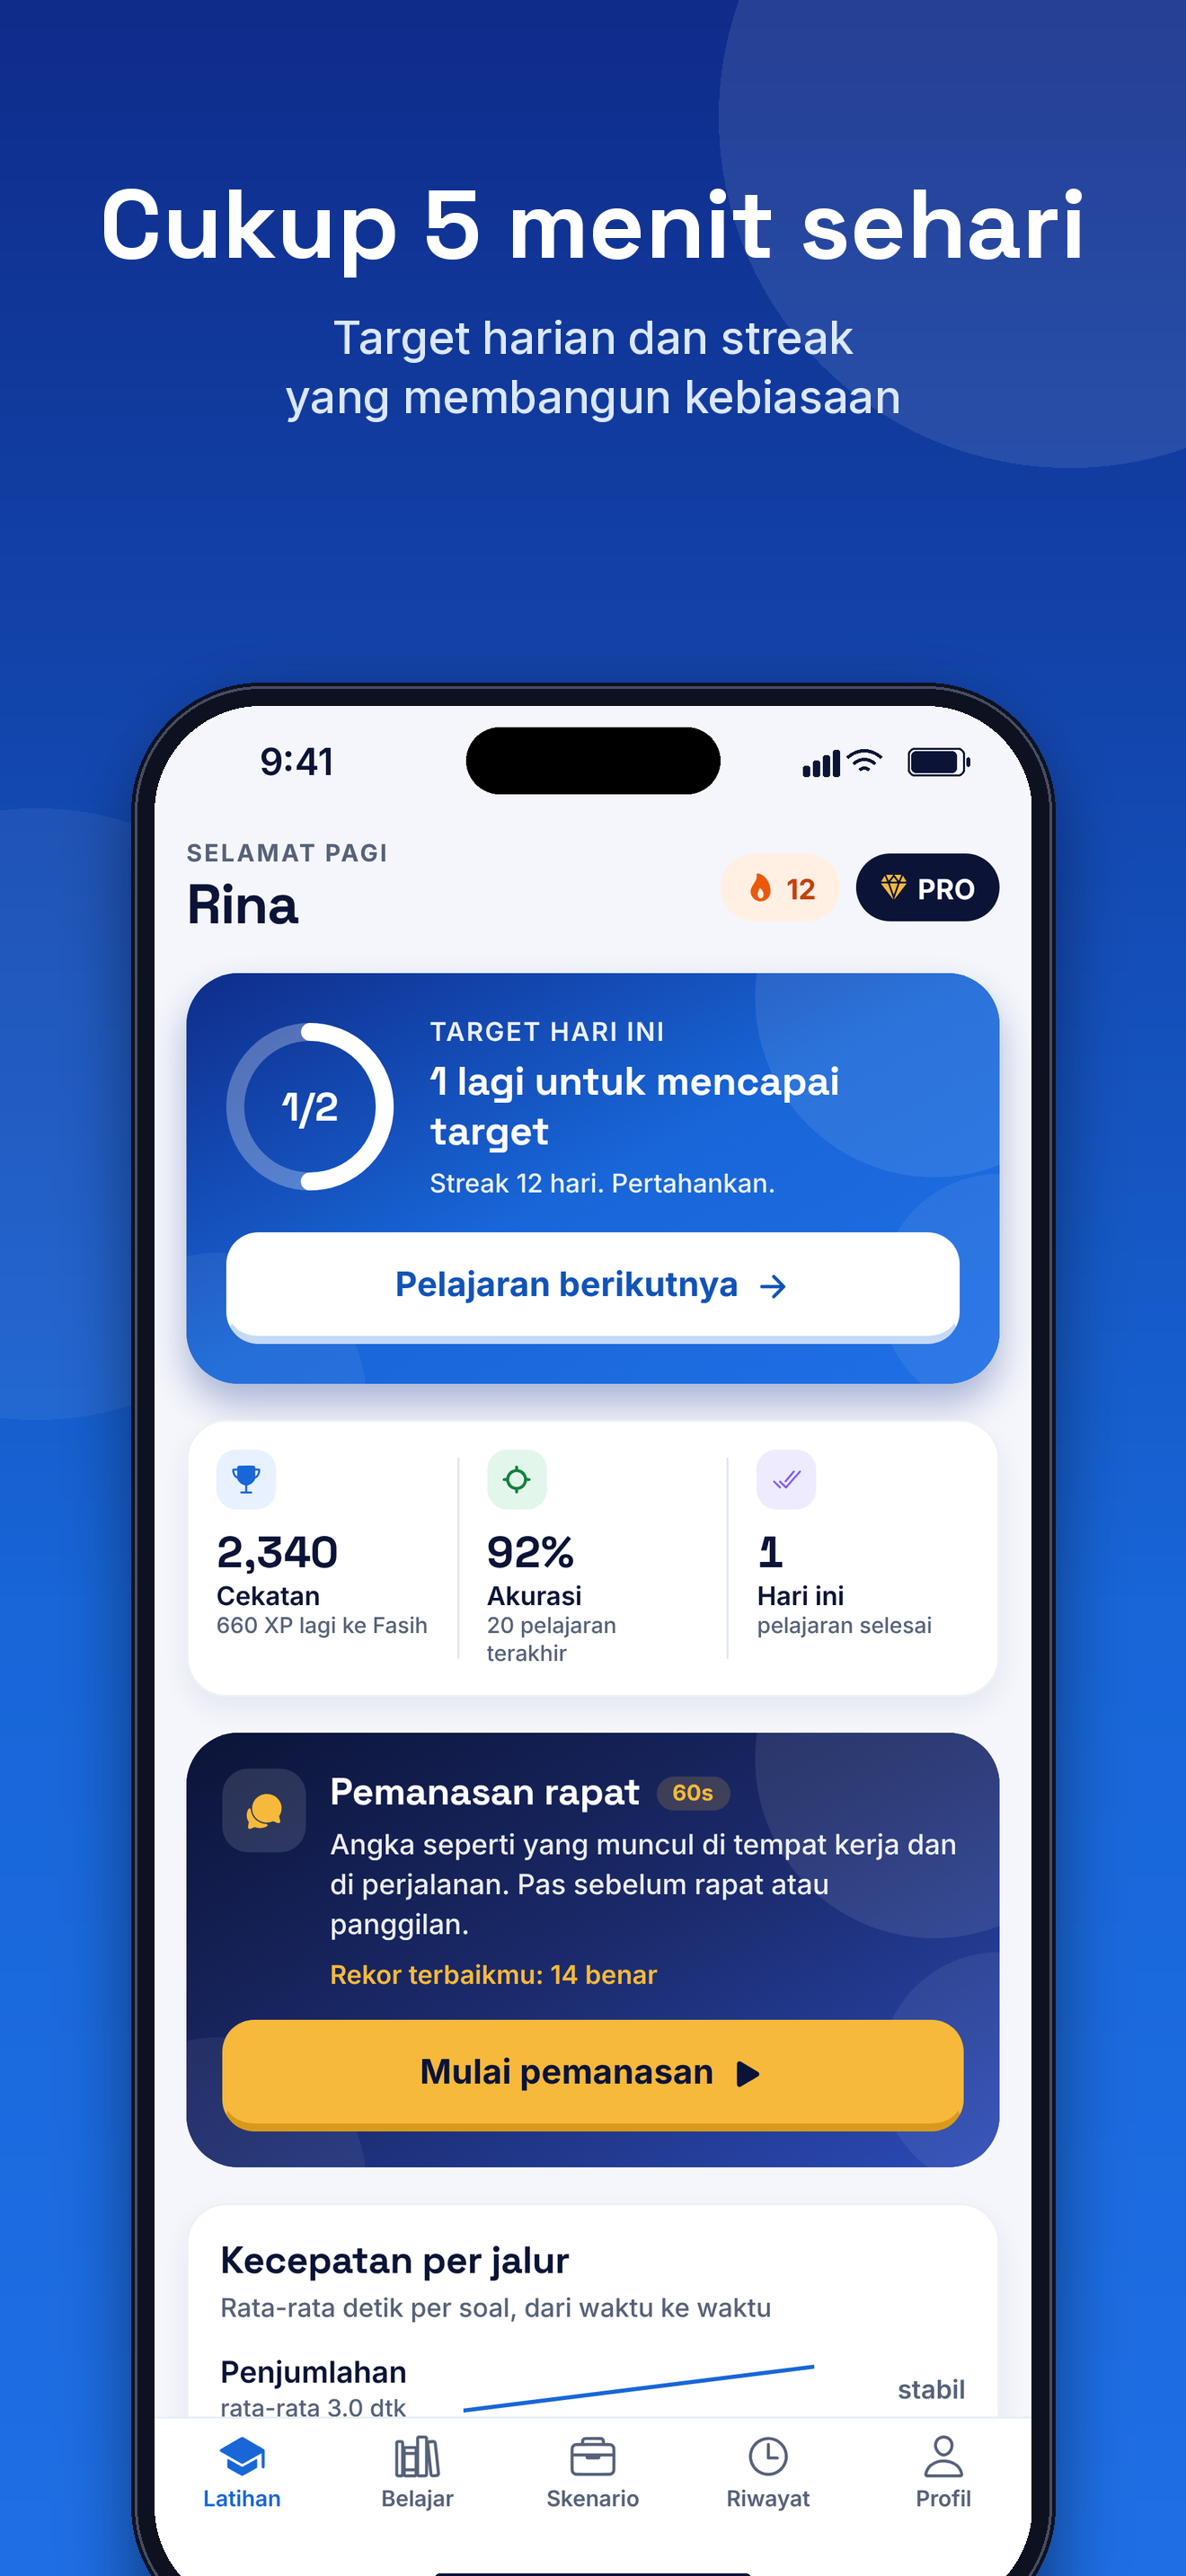 Cukup 5 menit sehari
Target harian dan streak
yang membangun kebiasaan
9:41
SELAMAT PAGI
Rina
12
PRO
TARGET HARI INI
1/2
1 lagi untuk mencapai
target
Streak 12 hari. Pertahankan.
Pelajaran berikutnya →
2,340
Cekatan
660 XP lagi ke Fasih
92%
Akurasi
20 pelajaran
terakhir
1
Hari ini
pelajaran selesai
Pemanasan rapat
60s
Angka seperti yang muncul di tempat kerja dan
di perjalanan. Pas sebelum rapat atau
panggilan.
Rekor terbaikmu: 14 benar
Mulai pemanasan
Kecepatan per jalur
Rata-rata detik per soal, dari waktu ke waktu
Penjumlahan
rata-rata 3.0 dtk
stabil
Latihan
Belajar
Skenario
Riwayat
Profil